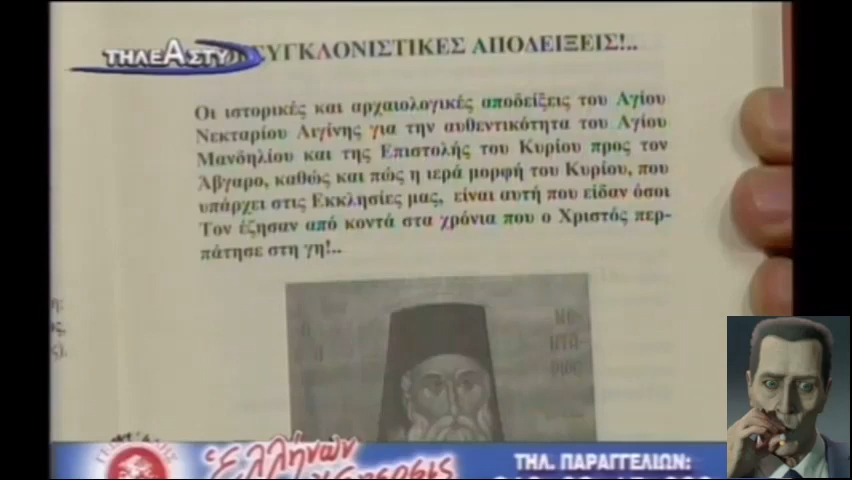 ΤΗΛΕΑΣΤΥ
ΣΥΓΚΛΟΝΙΣΤΙΚΕΣ ΑΠΟΔΕΙΞΕΙΣ!..
Οι ιστορικές και αρχαιολογικές αποδείξεις του Αγίου
Νεκταρίου Αιγίνης για την αυθεντικότητα του Αγίου
Μανδηλίου και της Επιστολής του Κυρίου προς τον
Άβγαρο, καθώς και πώς η ιερά μορφή του Κυρίου, που
υπάρχει στις Εκκλησίες μας, είναι αυτή που είδαν όσοι
Τον έζησαν από κοντά στα χρόνια που ο Χριστός περ-
πάτησε στη γη!..
ΝΕ
ΚΤΑ
ΡΙΟC
Ἑλλήνων
ΤΗΛ. ΠΑΡΑΓΓΕΛΙΩΝ: